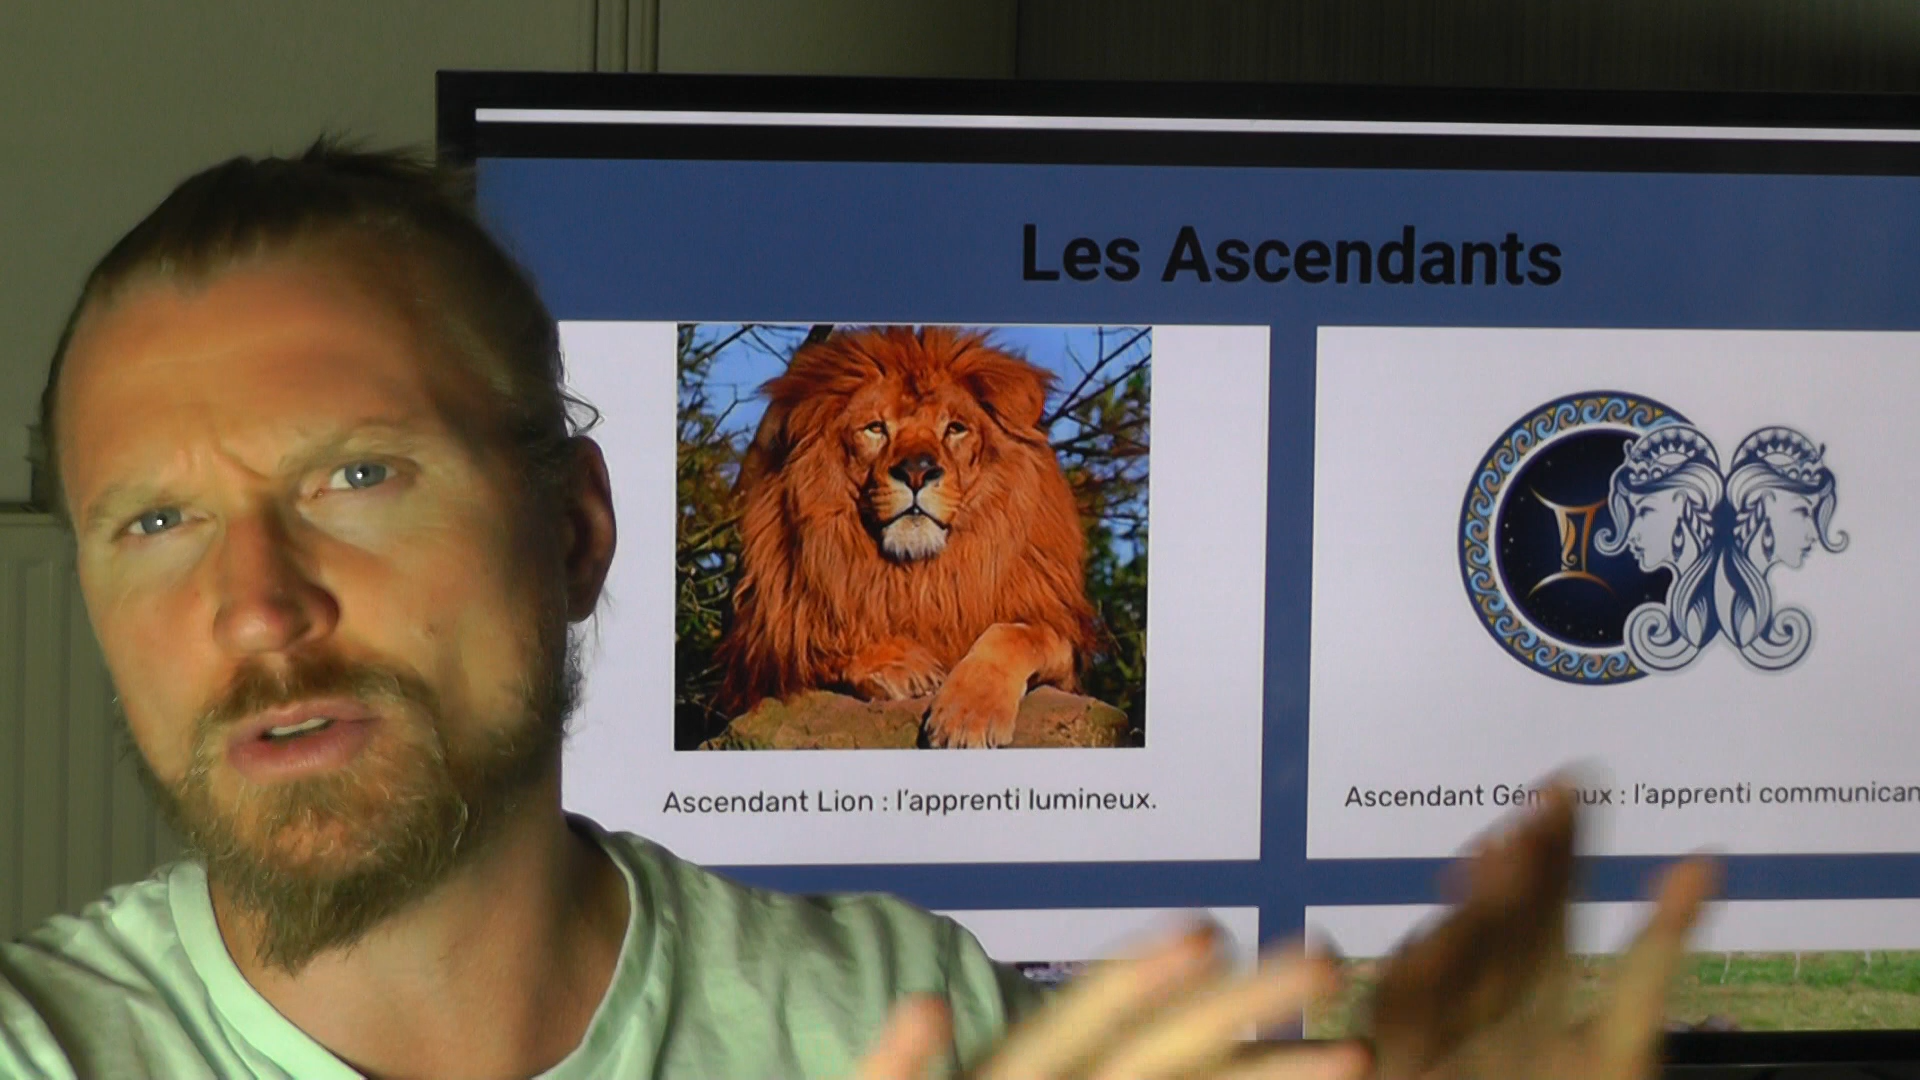 Les Ascendants
Ascendant Lion : l'apprenti lumineux.
Ascendant : l'apprenti